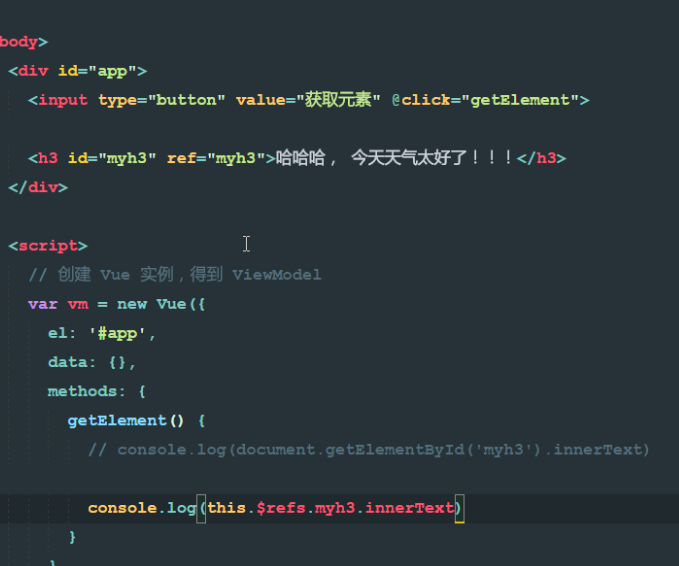 body>
<div id="app">
<input type="button" value="获取元素" @click="getElement">
<h3 id="myh3" ref="myh3">哈哈哈， 今天天气太好了！！！</h3>
</div>
<script>
// 创建 Vue 实例，得到 ViewModel
var vm = new Vue({
el: '#app',
data: {},
methods: {
getElement() {
// console.log(document.getElementById('myh3').innerText)
console.log(this.$refs.myh3.innerText)
}
}